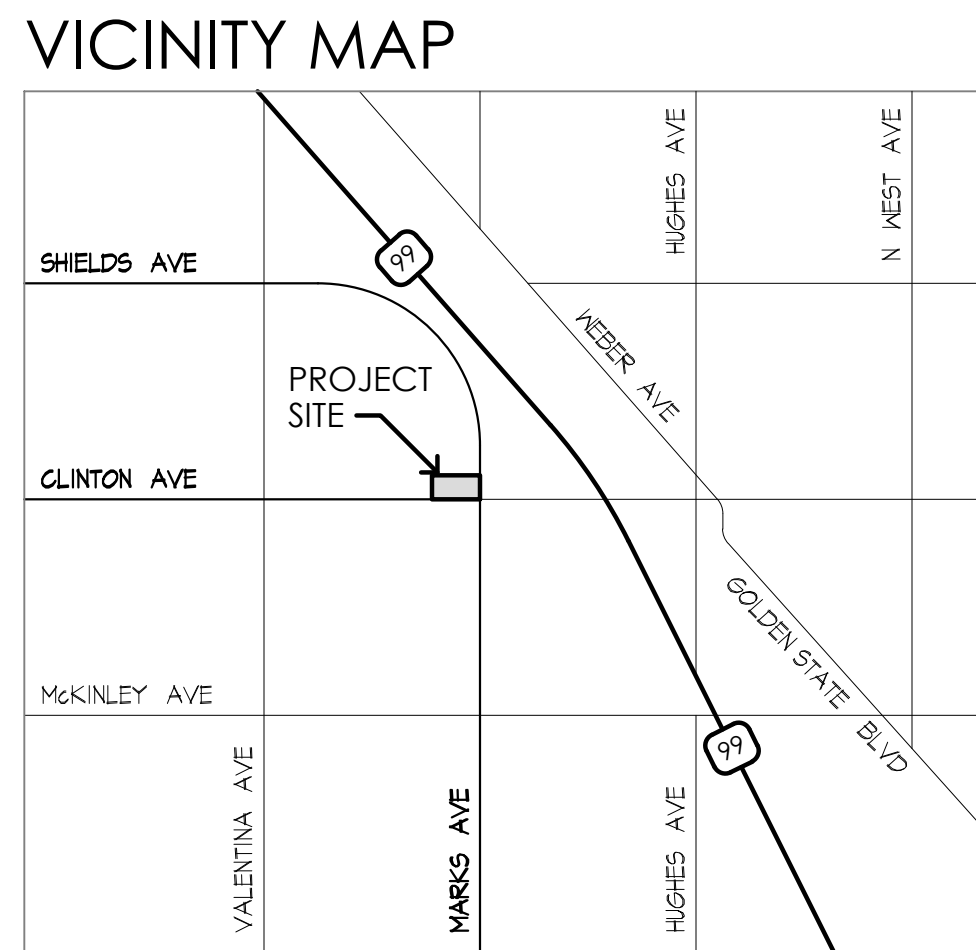 VICINITY MAP
HUGHES AVE
N WEST AVE
SHIELDS AVE
99
WEBER AVE
PROJECT
SITE
CLINTON AVE
GOLDEN STATE BLVD
McKINLEY AVE
99
VALENTINA AVE
MARKS AVE
HUGHES AVE